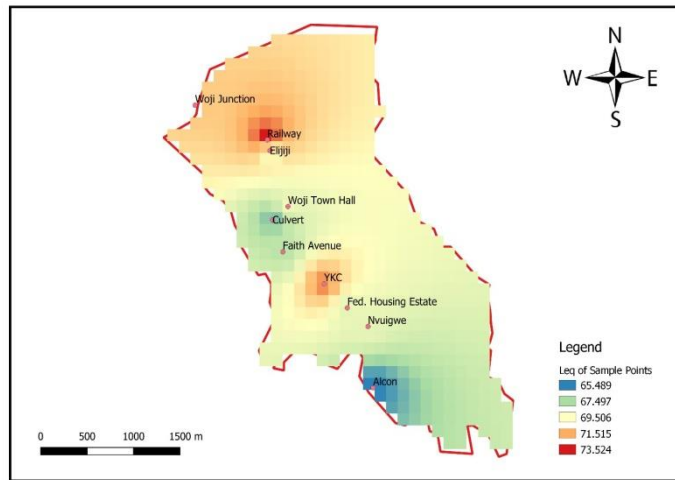 N
W E
S
Woji Junction
Railway
Elijiji
Woji Town Hall
Culvert
Faith Avenue
YKC
Fed. Housing Estate
Nvuigwe
Alcon
Legend
Leq of Sample Points
65.489
67.497
69.506
71.515
73.524
0 500 1000 1500 m